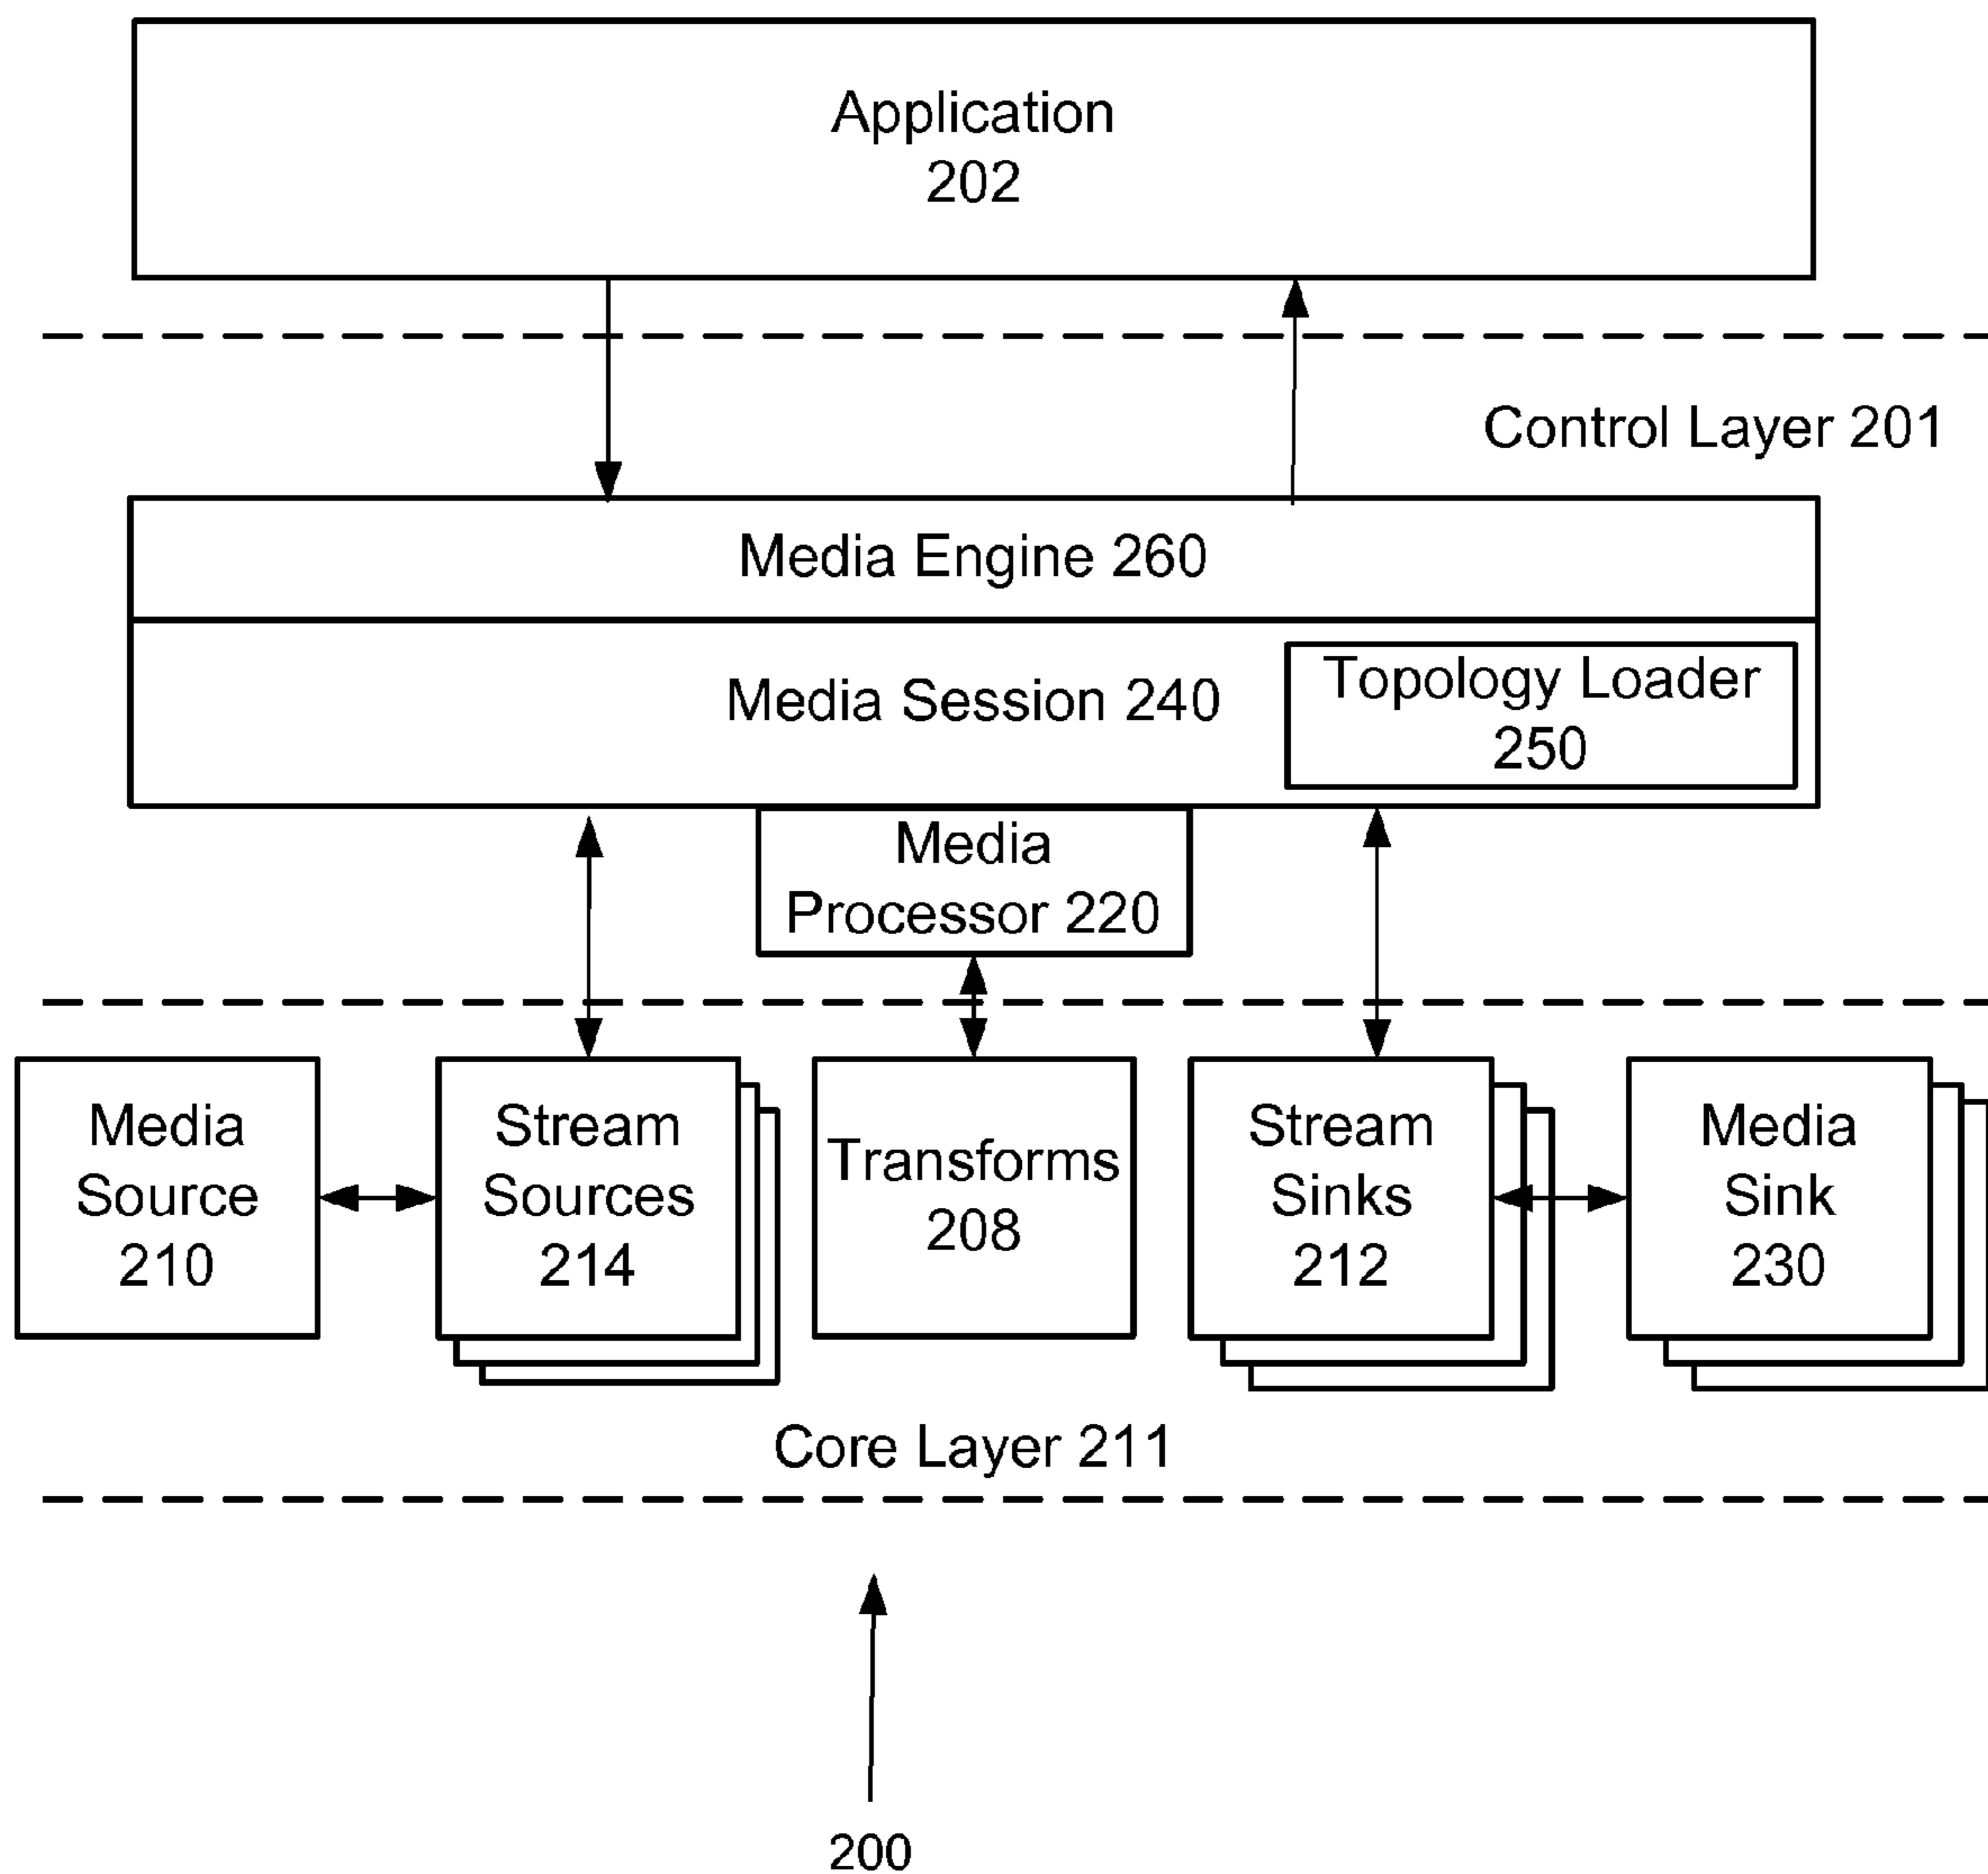 Application
202
Control Layer 201
Media Engine 260
Media Session 240
Topology Loader
250
Media
Processor 220
Media
Source
210
Stream
Sources
214
Transforms
208
Stream
Sinks
212
Media
Sink
230
Core Layer 211
200